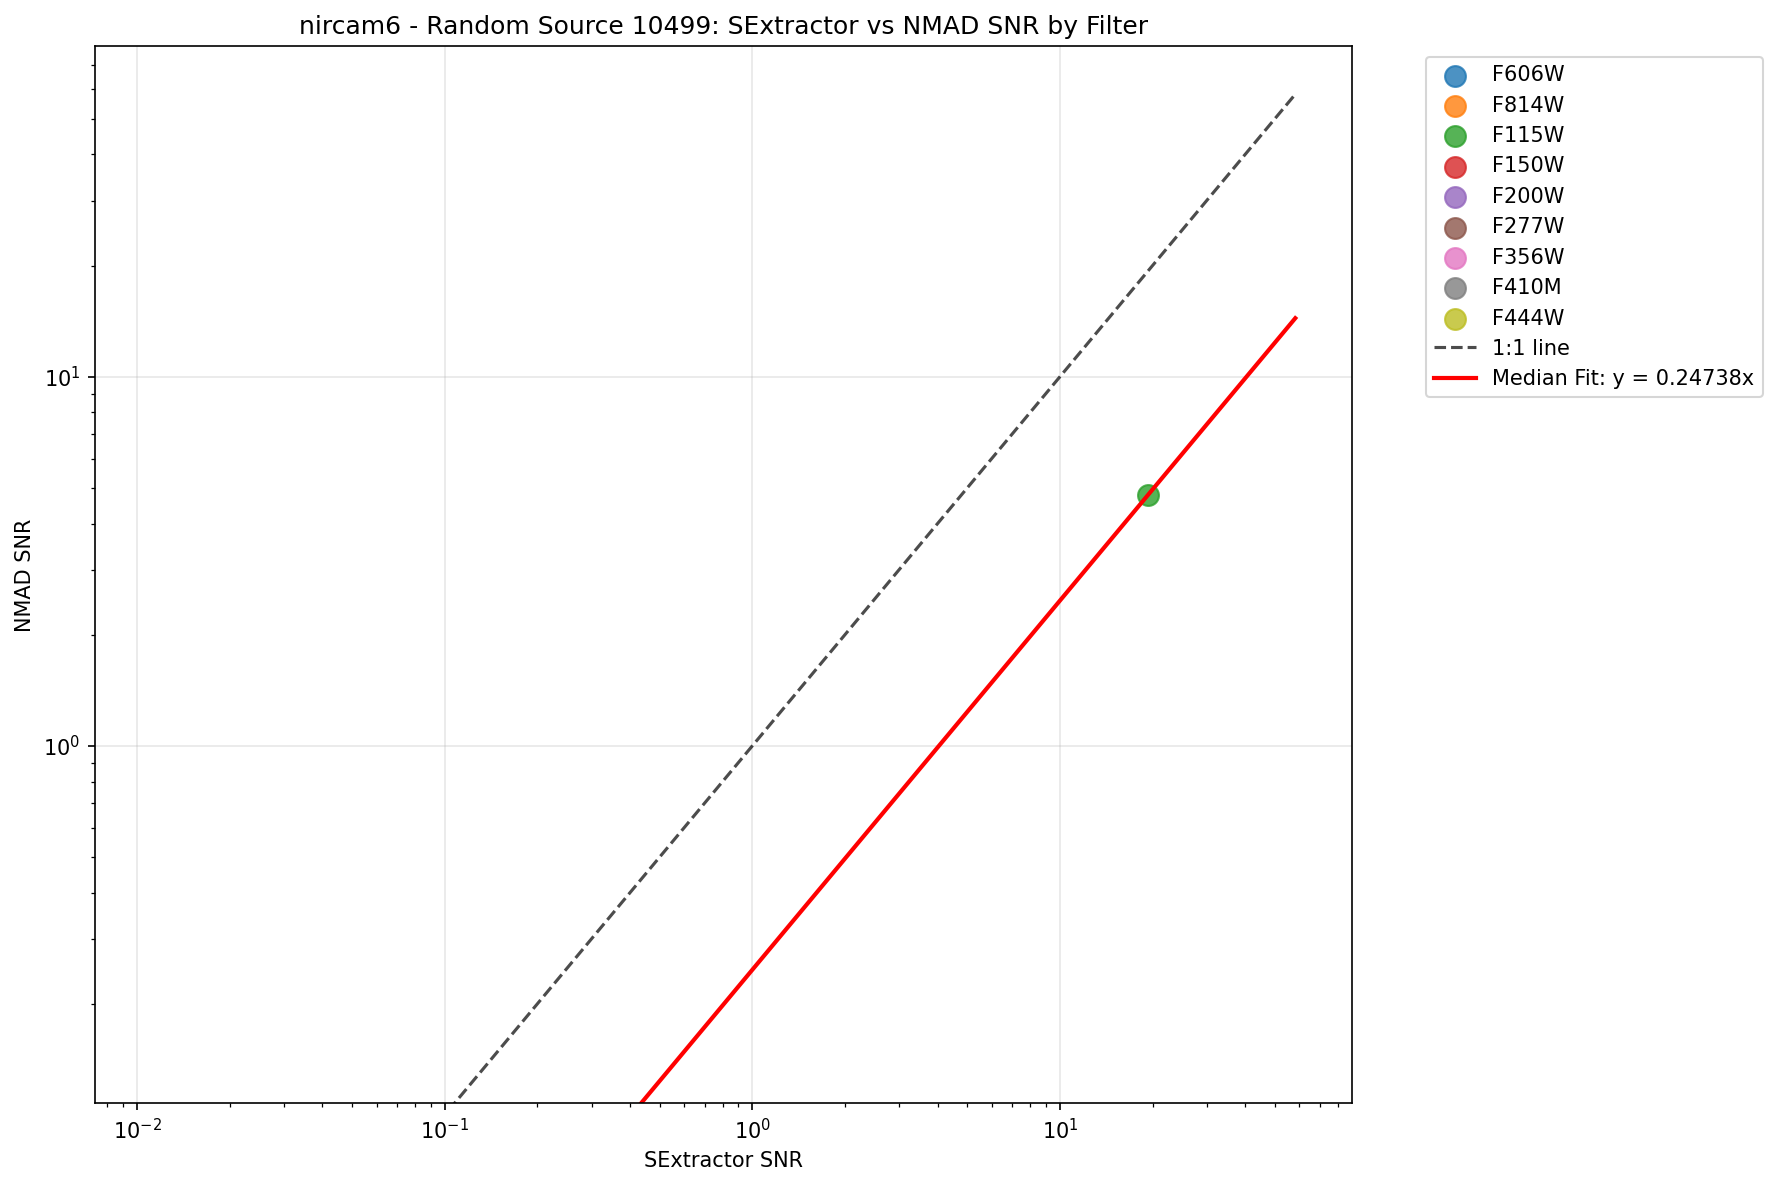 nircam6 - Random Source 10499: SExtractor vs NMAD SNR by Filter
F606W
F814W
F115W
F150W
F200W
F277W
F356W
F410M
F444W
1:1 line
Median Fit: y = 0.24738x
NMAD SNR
10¹
10⁰
10⁻²
10⁻¹
10⁰
10¹
SExtractor SNR